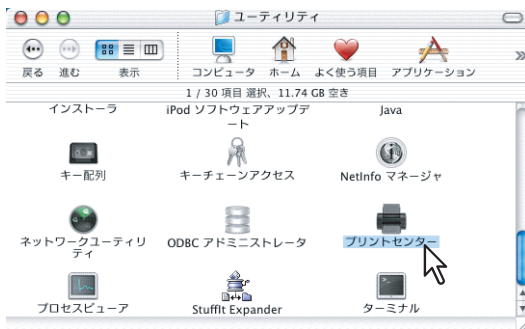 ユーティリティ
戻る 進む 表示 コンピュータ ホーム よく使う項目 アプリケーション
1 / 30 項目 選択、11.74 GB 空き
インストーラ iPod ソフトウェアアップデート Java
キー配列 キーチェーンアクセス NetInfo マネージャ
ネットワークユーティリティ ODBC アドミニストレータ プリントセンター
プロセスビューア StuffIt Expander ターミナル